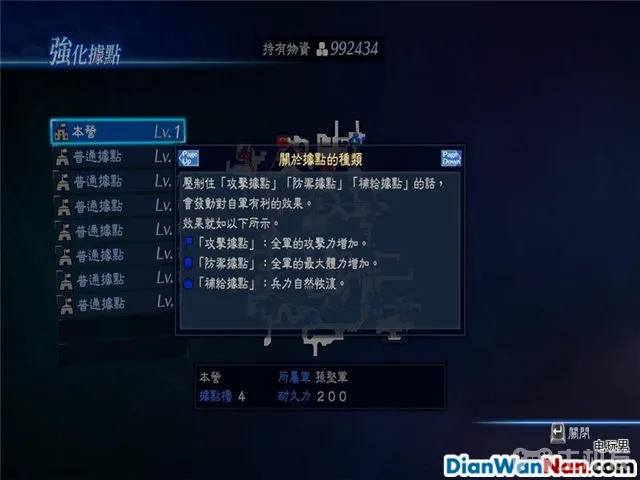 強化據點
持有物資 992434
本營 Lv.1
普通據點 Lv.
普通據點 Lv.
普通據點 Lv.
普通據點 Lv.
普通據點 Lv.
普通據點 Lv.
普通據點 Lv.
Page Up 關於據點的種類 Page Down
壓制住「攻擊據點」「防禦據點」「補給據點」的話，
會發動對自軍有利的效果。
效果就如以下所示。
「攻擊據點」：全軍的攻擊力增加。
「防禦據點」：全軍的最大體力增加。
「補給據點」：兵力自然恢復。
本營 所屬軍 孫堅軍
據點檔 4 耐久力 200
關閉
电玩男
DianWanNan.com